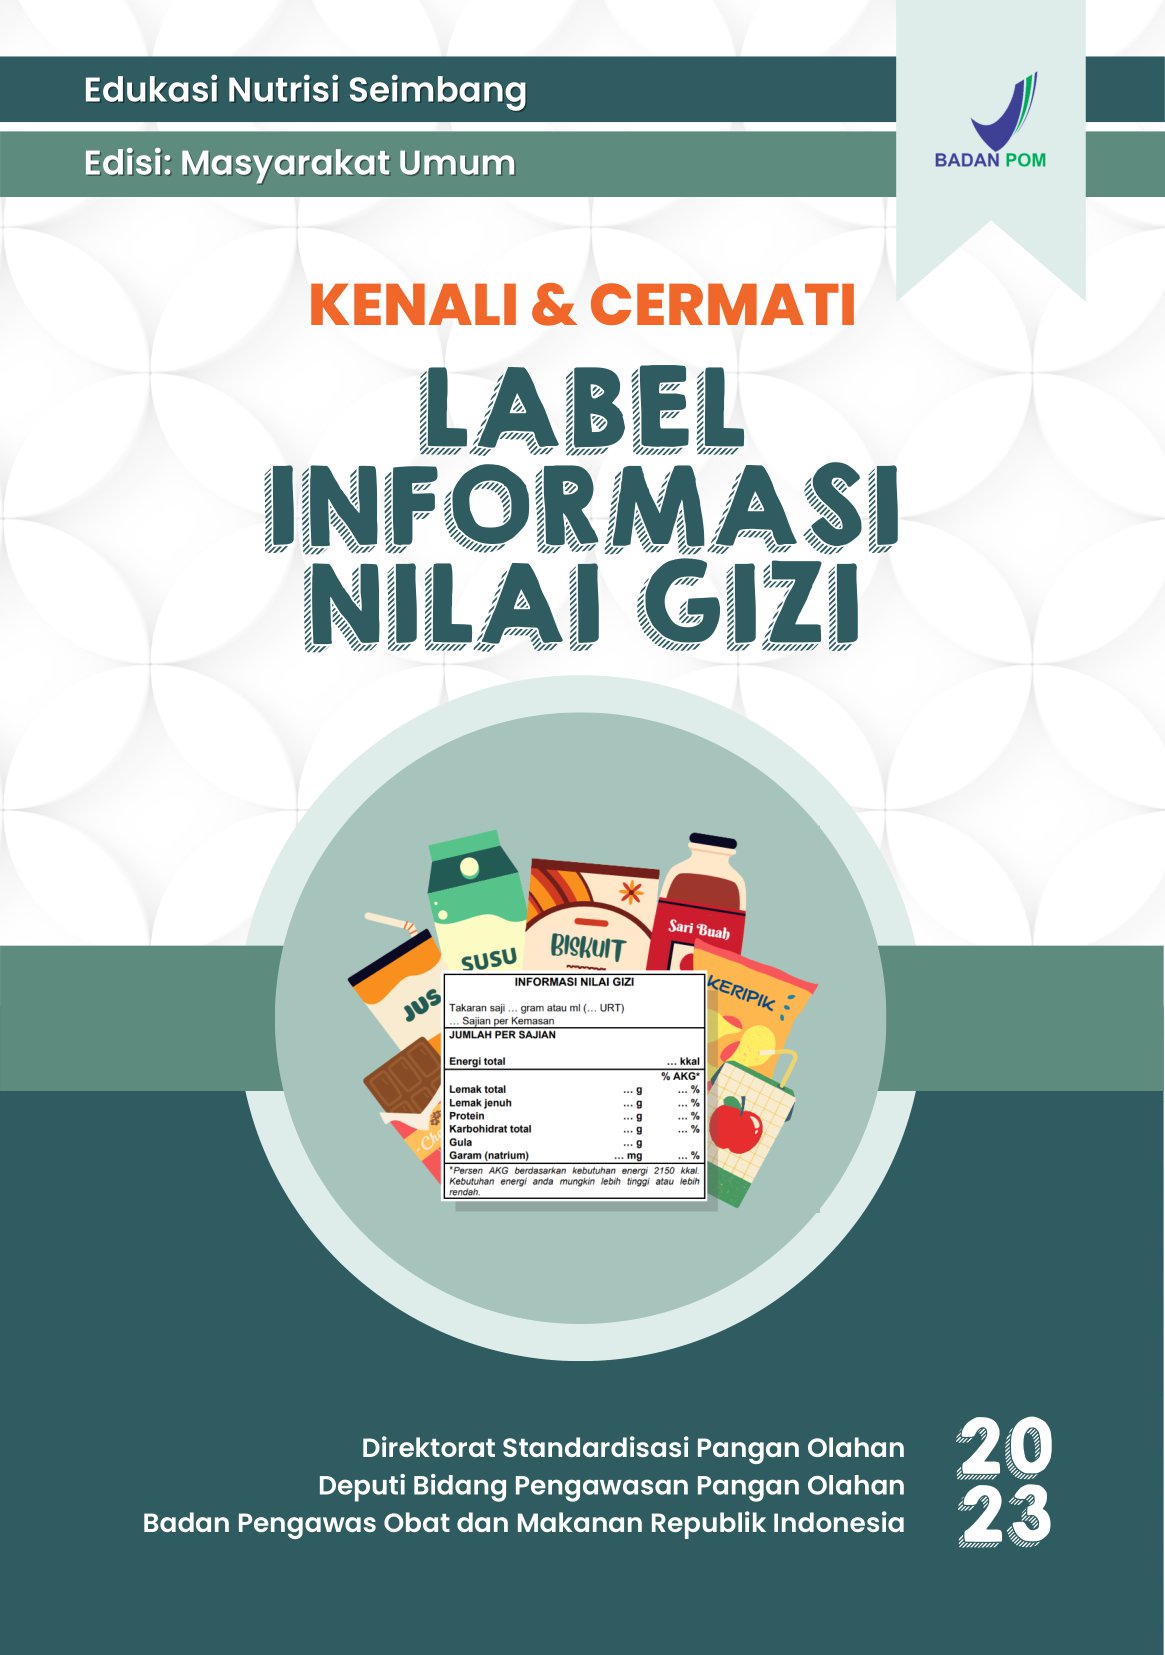 Edukasi Nutrisi Seimbang
Edisi: Masyarakat Umum
BADAN POM
KENALI & CERMATI
LABEL
INFORMASI
NILAI GIZI
SUSU
BISKUIT
Sari Buah
JUS
KERIPIK
INFORMASI NILAI GIZI
Takaran saji ... gram atau ml (... URT)
... Sajian per Kemasan
JUMLAH PER SAJIAN
Energi total ... kkal
% AKG*
Lemak total ... g ... %
Lemak jenuh ... g ... %
Protein ... g ... %
Karbohidrat total ... g ... %
Gula ... g
Garam (natrium) ... mg ... %
*Persen AKG berdasarkan kebutuhan energi 2150 kkal.
Kebutuhan energi anda mungkin lebih tinggi atau lebih
rendah.
Direktorat Standardisasi Pangan Olahan
Deputi Bidang Pengawasan Pangan Olahan
Badan Pengawas Obat dan Makanan Republik Indonesia
20
23